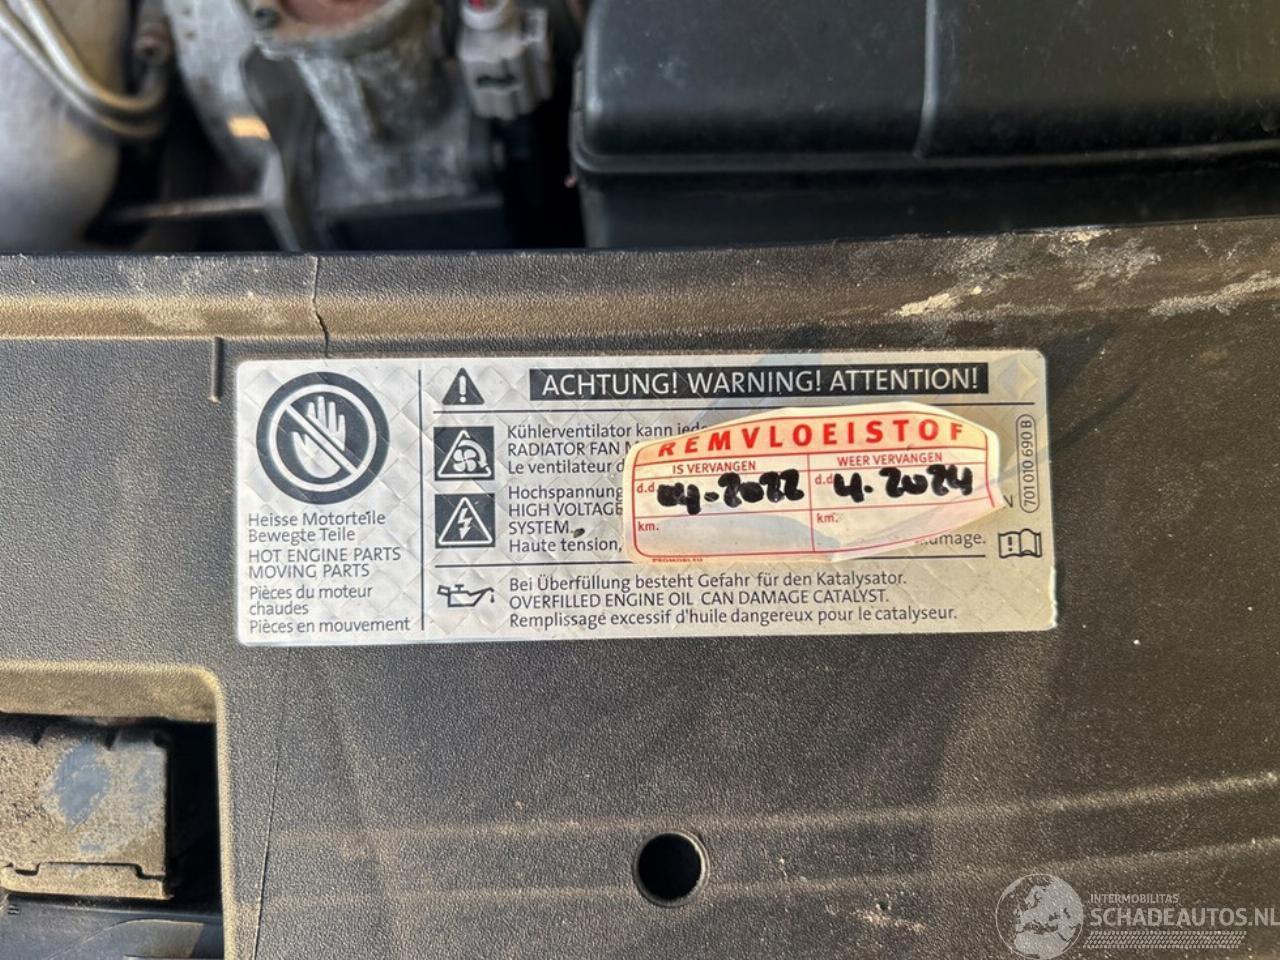 ACHTUNG! WARNING! ATTENTION!
Kühlerventilator kann
RADIATOR FAN
Le ventilateur
Hochspannung
HIGH VOLTAGE
SYSTEM.
Haute tension,
REMVLOEISTOF
IS VERVANGEN
WEER VERVANGEN
d.d. 04-2022
d.d. 4-2024
km.
km.
701 010 690 B
Heisse Motorteile
Bewegte Teile
HOT ENGINE PARTS
MOVING PARTS
Pièces du moteur
chaudes
Pièces en mouvement
Bei Überfüllung besteht Gefahr für den Katalysator.
OVERFILLED ENGINE OIL CAN DAMAGE CATALYST.
Remplissage excessif d'huile dangereux pour le catalyseur.
INTERMOBILITAS
SCHADEAUTOS.NL